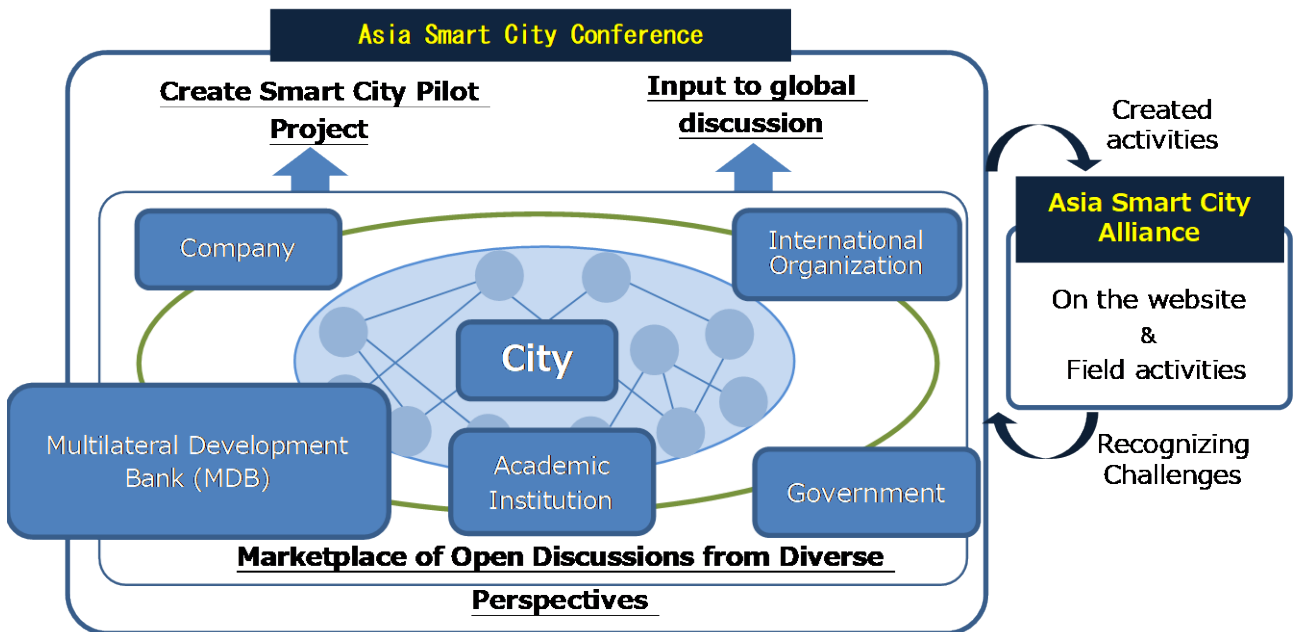 Asia Smart City Conference
Create Smart City Pilot
Project
Input to global
discussion
Company
International
Organization
City
Multilateral Development
Bank (MDB)
Academic
Institution
Government
Marketplace of Open Discussions from Diverse
Perspectives
Created
activities
Asia Smart City
Alliance
On the website
&
Field activities
Recognizing
Challenges